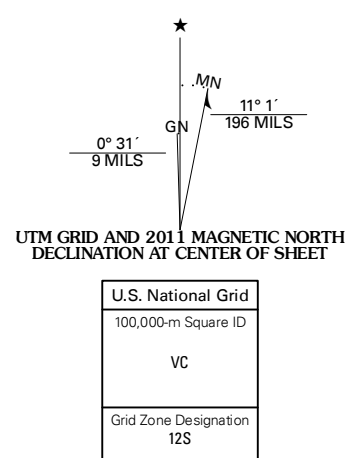 ★
MN
GN
11° 1´
196 MILS
0° 31´
9 MILS
UTM GRID AND 2011 MAGNETIC NORTH
DECLINATION AT CENTER OF SHEET
U.S. National Grid
100,000-m Square ID
VC
Grid Zone Designation
12S